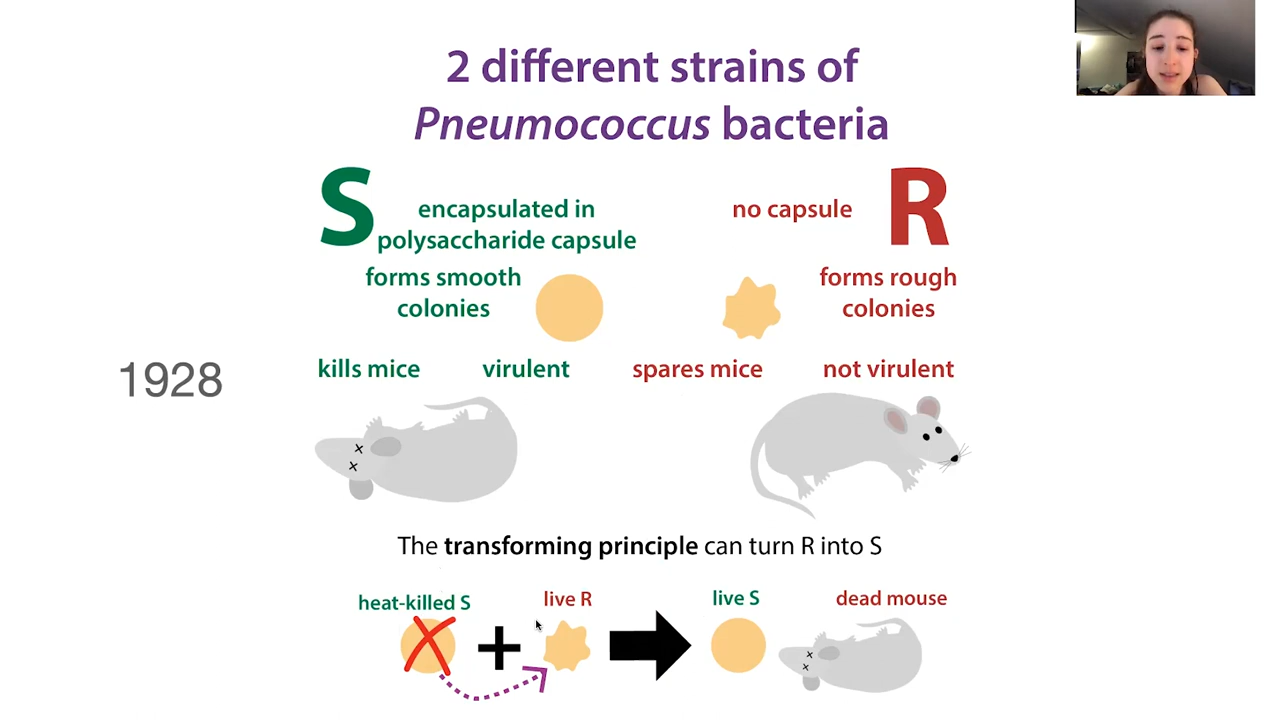 2 different strains of
Pneumococcus bacteria
S
encapsulated in
polysaccharide capsule
no capsule
R
forms smooth
colonies
forms rough
colonies
1928
kills mice
virulent
spares mice
not virulent
The transforming principle can turn R into S
heat-killed S
live R
live S
dead mouse